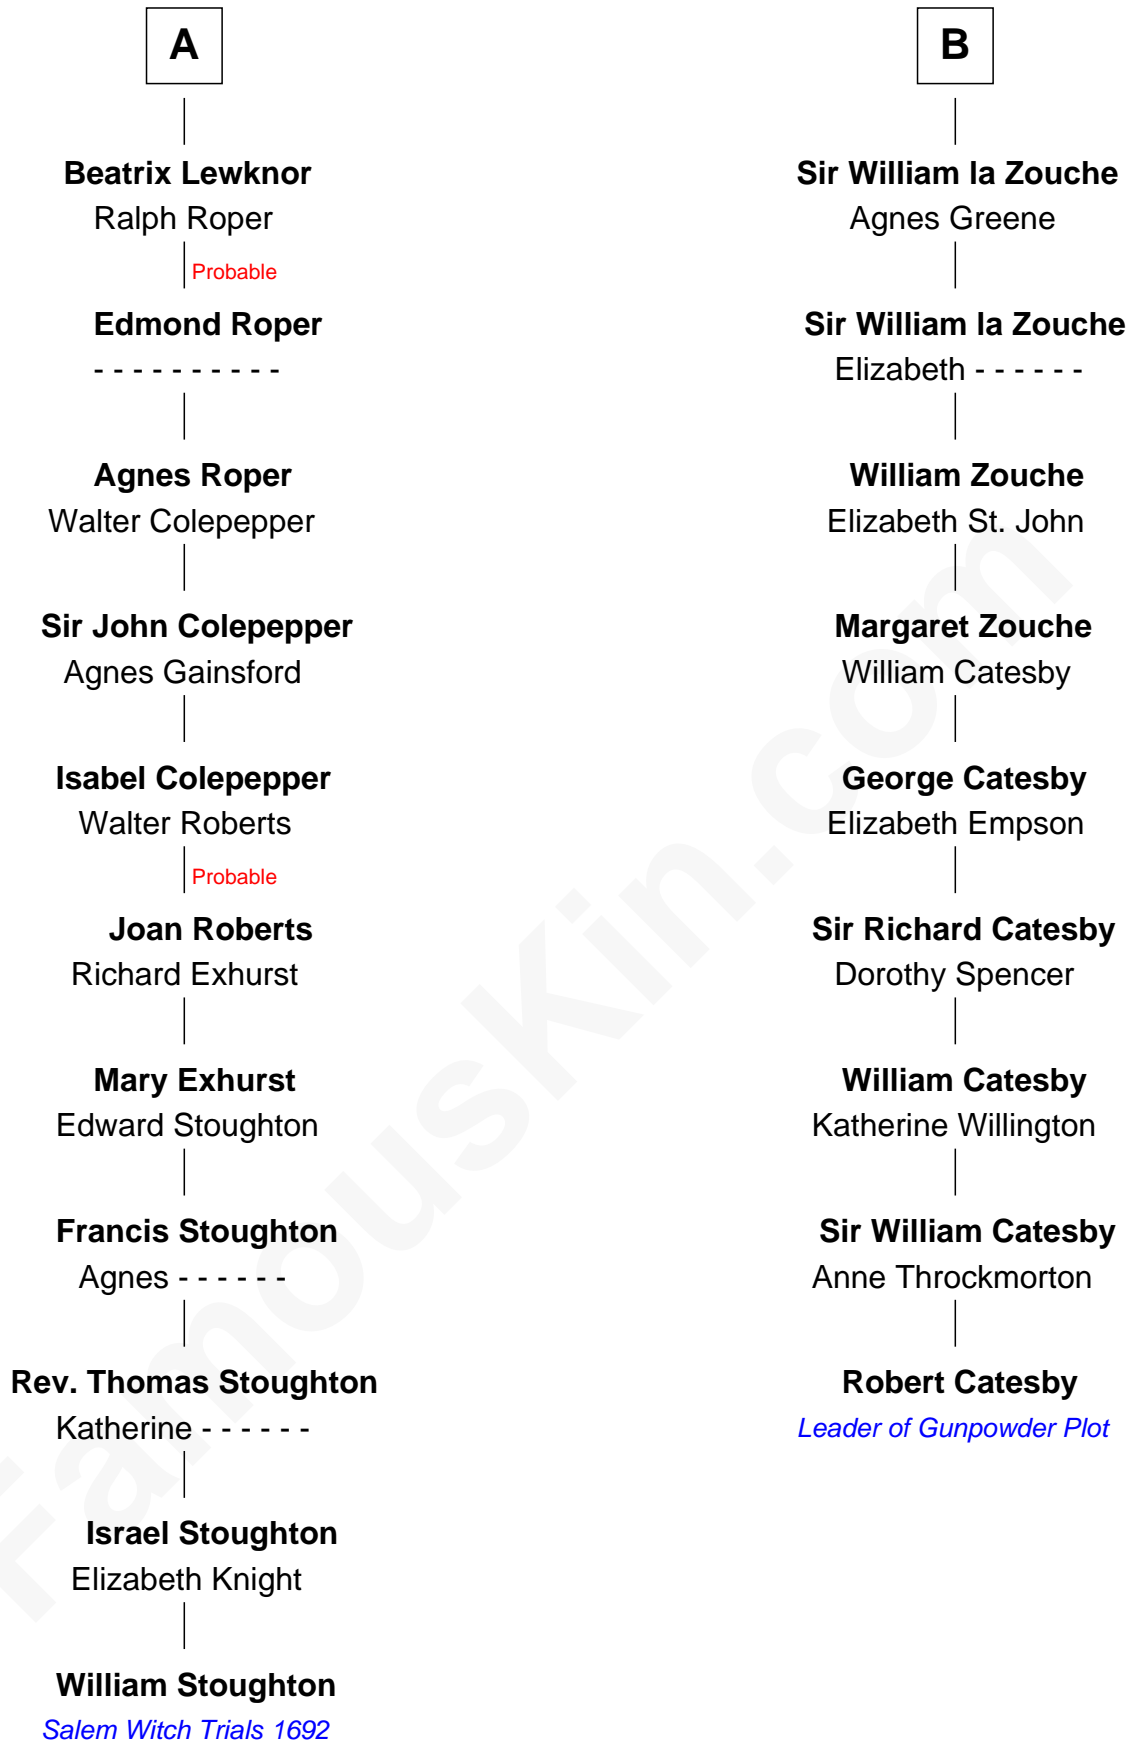 A
Beatrix Lewknor
Ralph Roper
Probable
Edmond Roper
- - - - - - - - - -
Agnes Roper
Walter Colepepper
Sir John Colepepper
Agnes Gainsford
Isabel Colepepper
Walter Roberts
Probable
Joan Roberts
Richard Exhurst
Mary Exhurst
Edward Stoughton
Francis Stoughton
Agnes - - - - - -
Rev. Thomas Stoughton
Katherine - - - - - -
Israel Stoughton
Elizabeth Knight
William Stoughton
Salem Witch Trials 1692
B
Sir William la Zouche
Agnes Greene
Sir William la Zouche
Elizabeth - - - - - -
William Zouche
Elizabeth St. John
Margaret Zouche
William Catesby
George Catesby
Elizabeth Empson
Sir Richard Catesby
Dorothy Spencer
William Catesby
Katherine Willington
Sir William Catesby
Anne Throckmorton
Robert Catesby
Leader of Gunpowder Plot
FamousKin.com